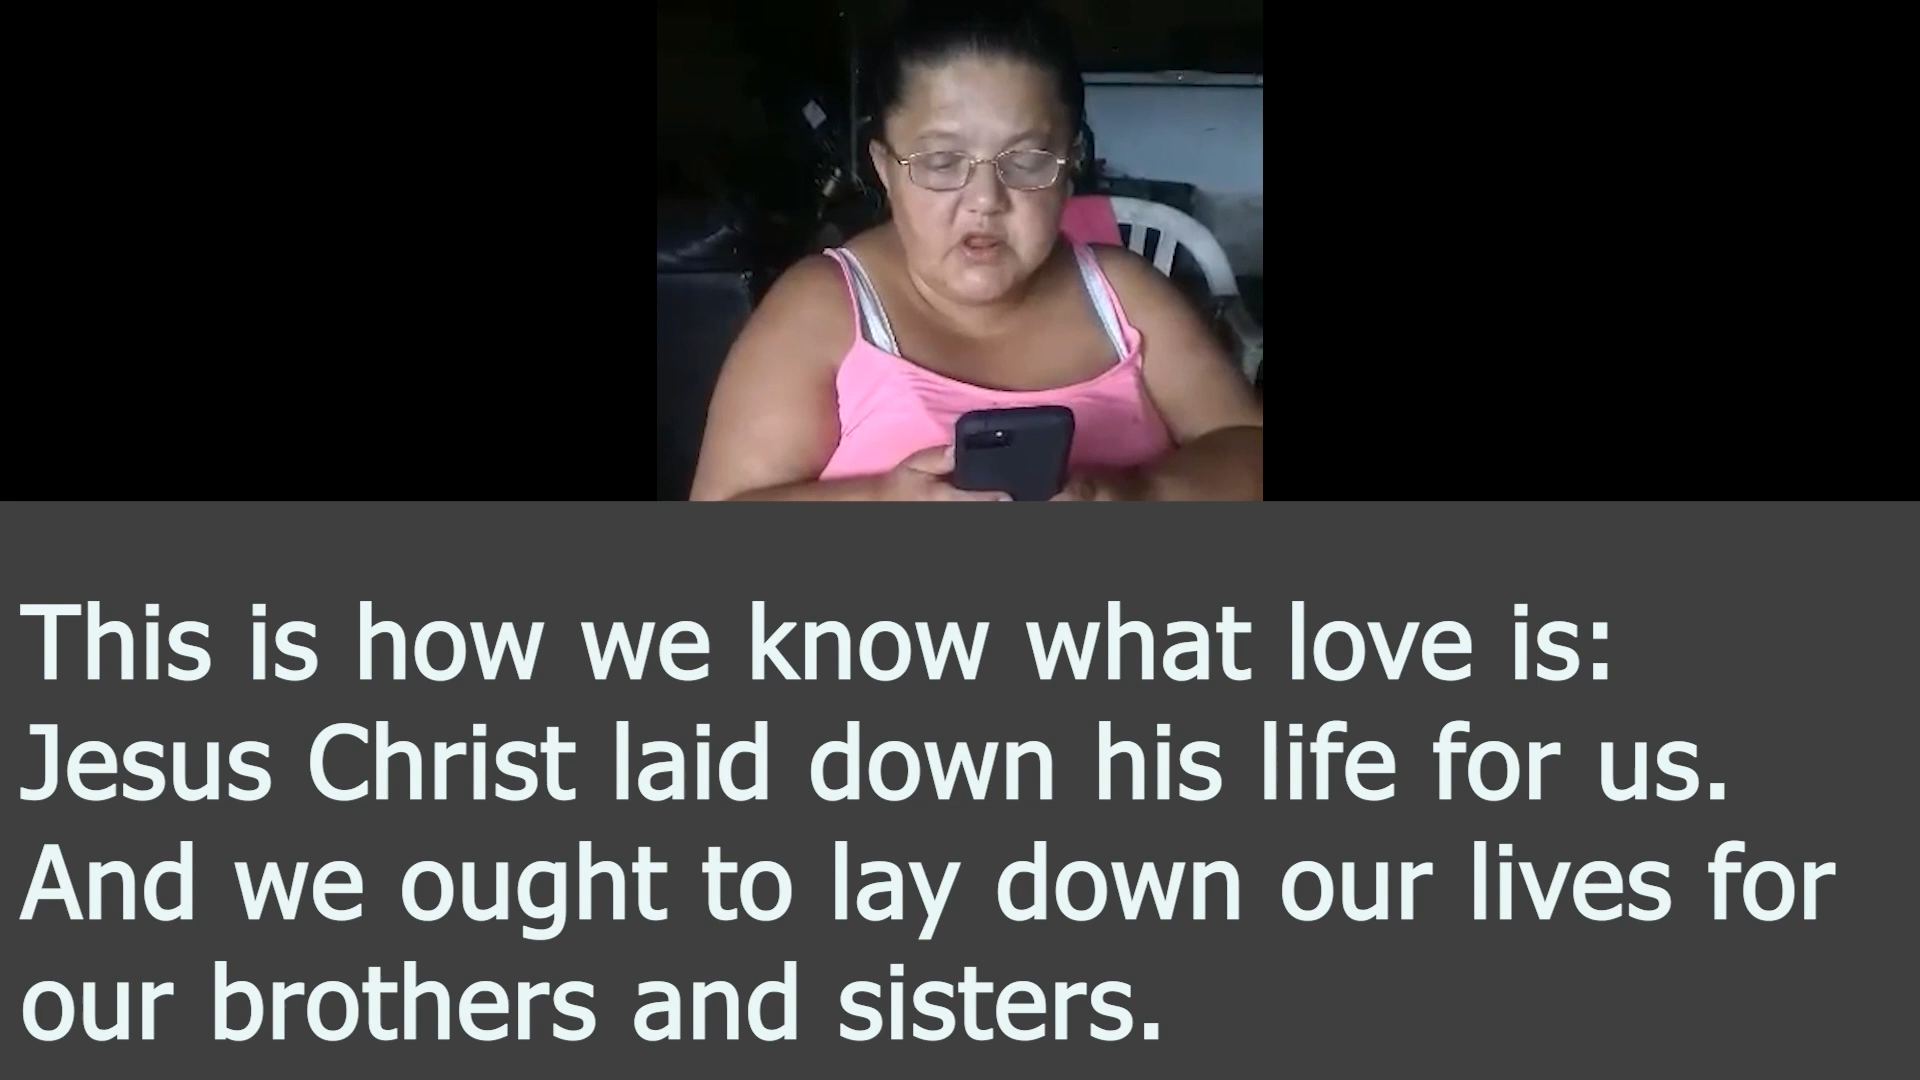 This is how we know what love is:
Jesus Christ laid down his life for us.
And we ought to lay down our lives for
our brothers and sisters.